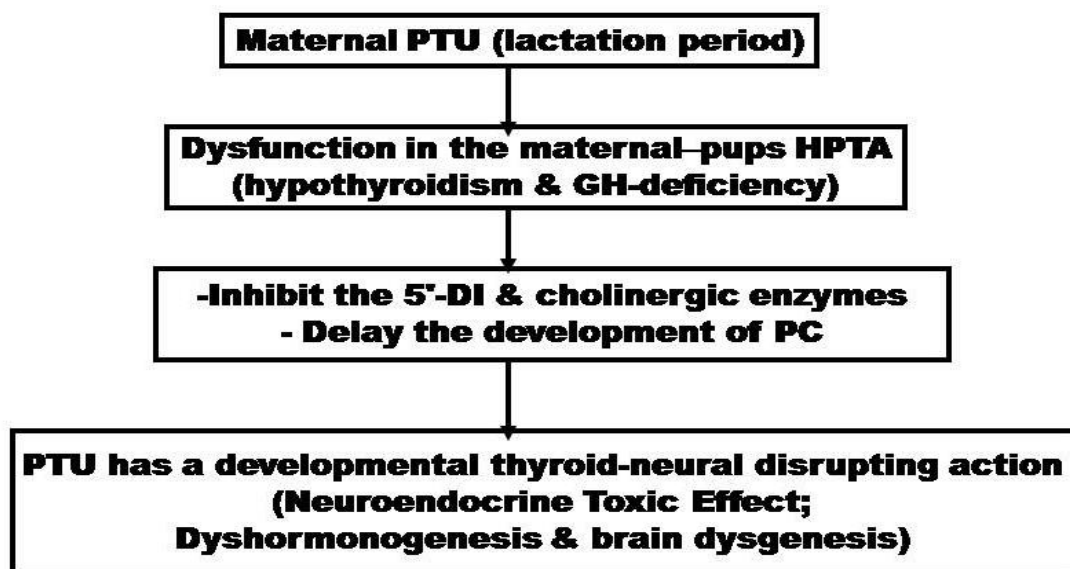 Maternal PTU (lactation period)
Dysfunction in the maternal–pups HPTA
(hypothyroidism & GH-deficiency)
-Inhibit the 5'-DI & cholinergic enzymes
- Delay the development of PC
PTU has a developmental thyroid-neural disrupting action
(Neuroendocrine Toxic Effect;
Dyshormonogenesis & brain dysgenesis)